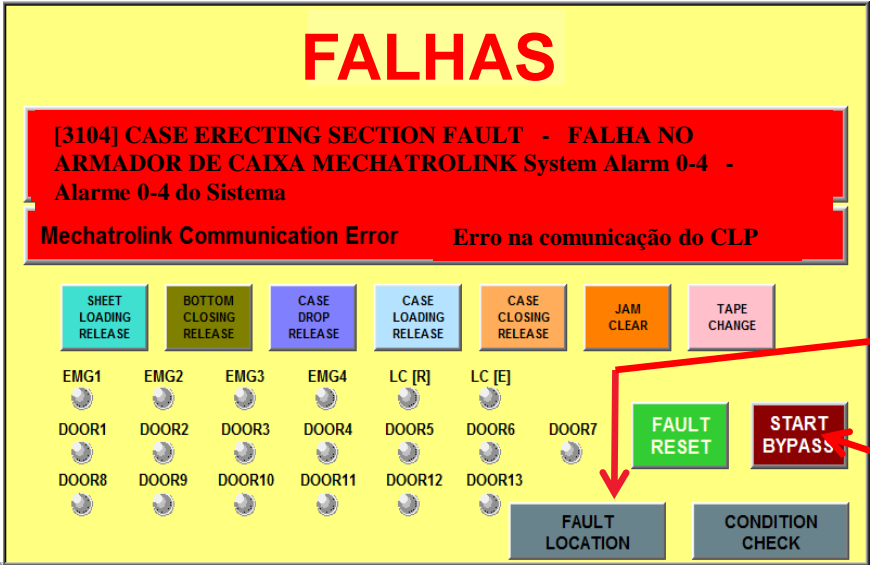 FALHAS
[3104] CASE ERECTING SECTION FAULT - FALHA NO
ARMADOR DE CAIXA MECHATROLINK System Alarm 0-4 -
Alarme 0-4 do Sistema
Mechatrolink Communication Error Erro na comunicação do CLP
SHEET
LOADING
RELEASE
BOTTOM
CLOSING
RELEASE
CASE
DROP
RELEASE
CASE
LOADING
RELEASE
CASE
CLOSING
RELEASE
JAM
CLEAR
TAPE
CHANGE
EMG1 EMG2 EMG3 EMG4 LC [R] LC [E]
DOOR1 DOOR2 DOOR3 DOOR4 DOOR5 DOOR6 DOOR7
DOOR8 DOOR9 DOOR10 DOOR11 DOOR12 DOOR13
FAULT
RESET
START
BYPASS
FAULT
LOCATION
CONDITION
CHECK